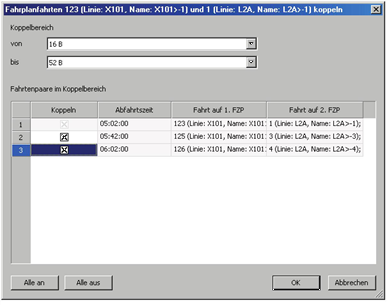 Fahrplanfahrten 123 (Linie: X101, Name: X101>-1) und 1 (Linie: L2A, Name: L2A>-1) koppeln
Koppelbereich
von 16 B
bis 52 B
Fahrtenpaare im Koppelbereich
Koppeln Abfahrtszeit Fahrt auf 1. FZP Fahrt auf 2. FZP
1 05:02:00 123 (Linie: X101, Name: X101 1 (Linie: L2A, Name: L2A>-1);
2 05:42:00 125 (Linie: X101, Name: X101 3 (Linie: L2A, Name: L2A>-3);
3 06:02:00 126 (Linie: X101, Name: X101 4 (Linie: L2A, Name: L2A>-4);
Alle an Alle aus OK Abbrechen